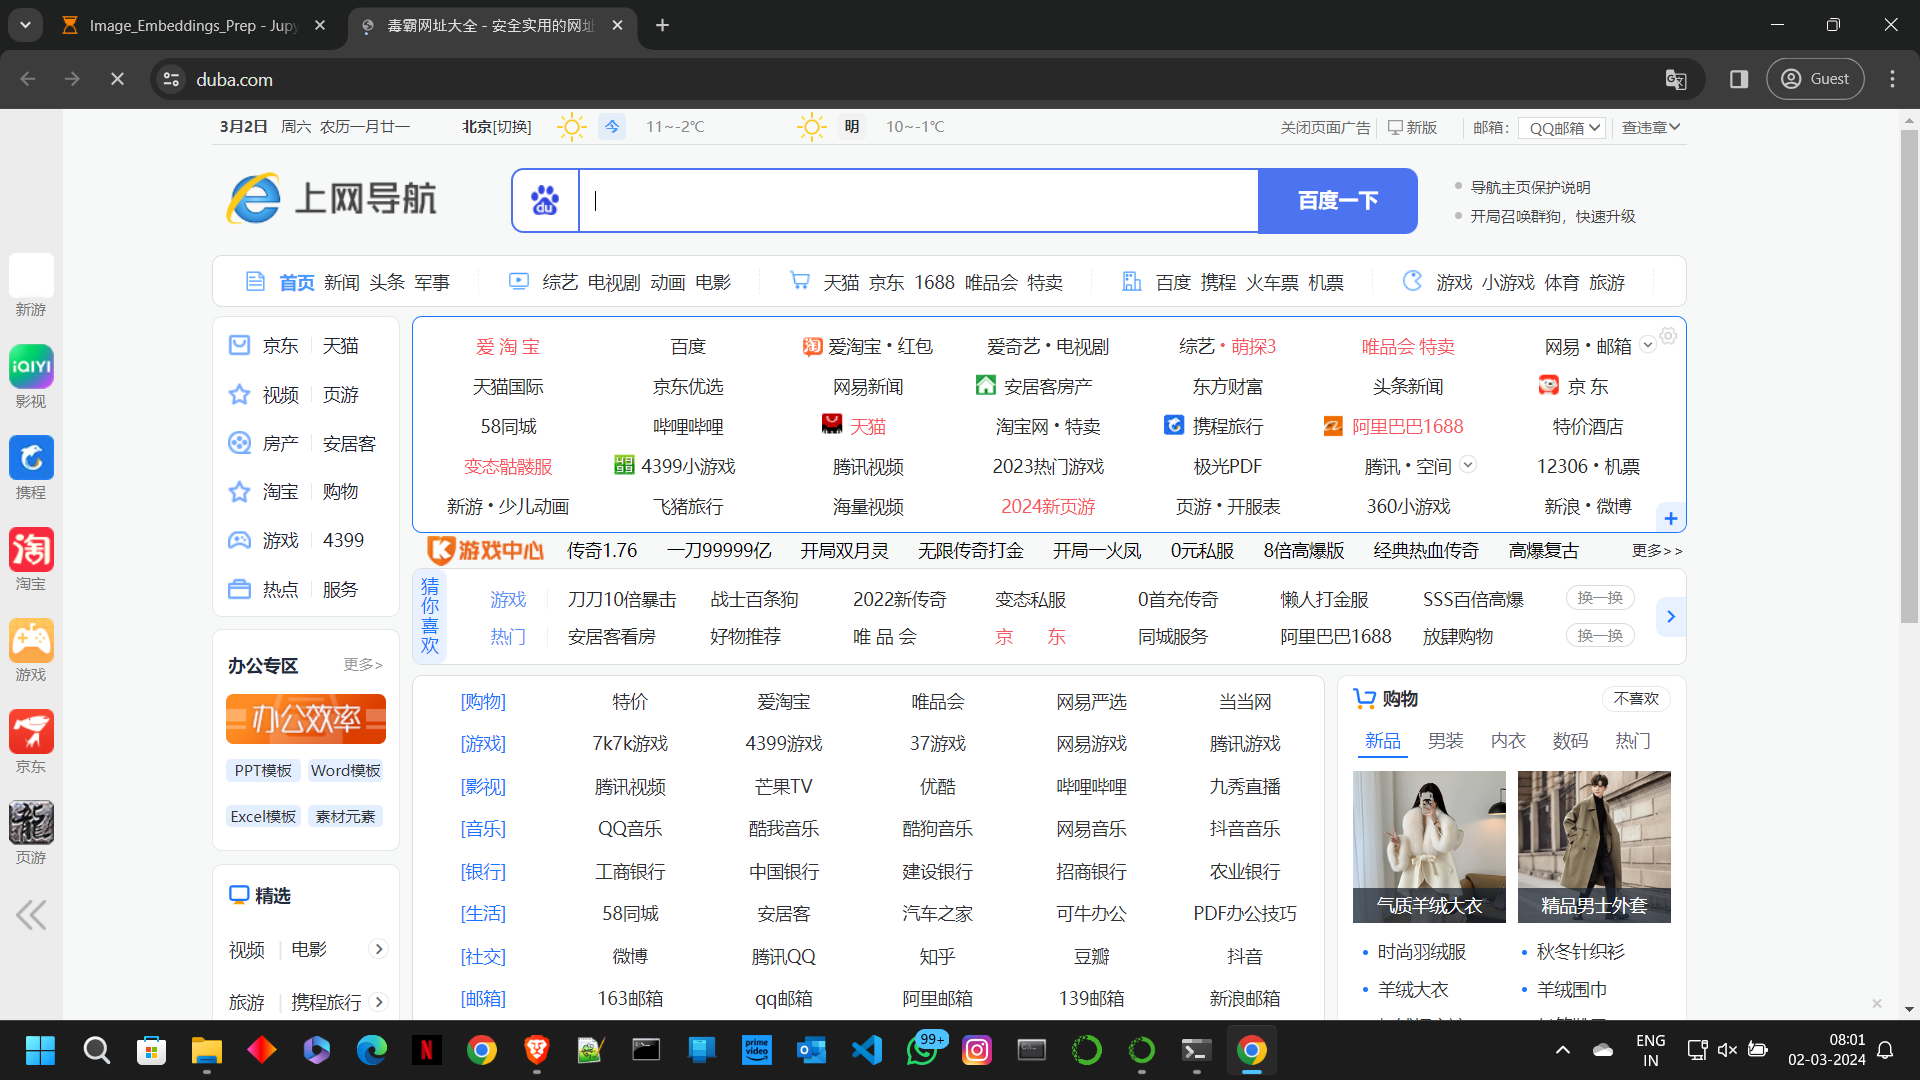 Image_Embeddings_Prep - Jupy
毒霸网址大全 - 安全实用的网址
duba.com
Guest
3月2日 周六 农历一月廿一 北京[切换] 今 11~-2℃ 明 10~-1℃ 关闭页面广告 新版 邮箱: QQ邮箱 查违章
上网导航
du
百度一下
导航主页保护说明
开局召唤群狗，快速升级
首页 新闻 头条 军事 综艺 电视剧 动画 电影 天猫 京东 1688 唯品会 特卖 百度 携程 火车票 机票 游戏 小游戏 体育 旅游
新游
iQIYI
影视
携程
淘
淘宝
游戏
京东
龍
页游
京东 天猫
视频 页游
房产 安居客
淘宝 购物
游戏 4399
热点 服务
爱 淘 宝 百度 淘 爱淘宝•红包 爱奇艺•电视剧 综艺•萌探3 唯品会 特卖 网易•邮箱
天猫国际 京东优选 网易新闻 安居客房产 东方财富 头条新闻 京 东
58同城 哔哩哔哩 天猫 淘宝网•特卖 携程旅行 阿里巴巴1688 特价酒店
变态骷髅服 4399小游戏 腾讯视频 2023热门游戏 极光PDF 腾讯•空间 12306•机票
新游•少儿动画 飞猪旅行 海量视频 2024新页游 页游•开服表 360小游戏 新浪•微博
游戏中心 传奇1.76 一刀99999亿 开局双月灵 无限传奇打金 开局一火凤 0元私服 8倍高爆版 经典热血传奇 高爆复古 更多>>
猜你喜欢
游戏 刀刀10倍暴击 战士百条狗 2022新传奇 变态私服 0首充传奇 懒人打金服 SSS百倍高爆 换一换
热门 安居客看房 好物推荐 唯 品 会 京 东 同城服务 阿里巴巴1688 放肆购物 换一换
办公专区 更多>
办公效率
PPT模板 Word模板
Excel模板 素材元素
精选
视频 电影
旅游 携程旅行
[购物] 特价 爱淘宝 唯品会 网易严选 当当网
[游戏] 7k7k游戏 4399游戏 37游戏 网易游戏 腾讯游戏
[影视] 腾讯视频 芒果TV 优酷 哔哩哔哩 九秀直播
[音乐] QQ音乐 酷我音乐 酷狗音乐 网易音乐 抖音音乐
[银行] 工商银行 中国银行 建设银行 招商银行 农业银行
[生活] 58同城 安居客 汽车之家 可牛办公 PDF办公技巧
[社交] 微博 腾讯QQ 知乎 豆瓣 抖音
[邮箱] 163邮箱 qq邮箱 阿里邮箱 139邮箱 新浪邮箱
购物 不喜欢
新品 男装 内衣 数码 热门
气质羊绒大衣 精品男士外套
时尚羽绒服 秋冬针织衫
羊绒大衣 羊绒围巾
prime video
99+
ENG
IN
08:01
02-03-2024